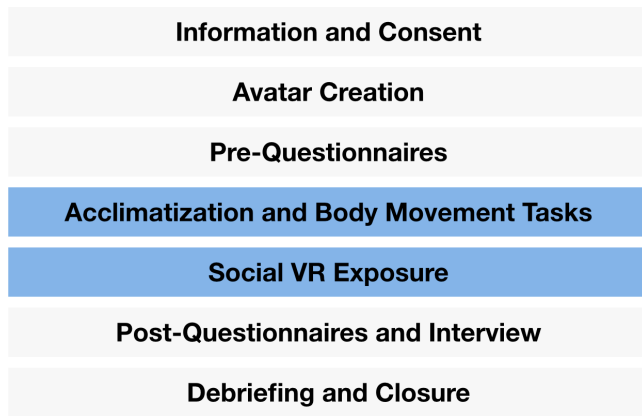 Information and Consent
Avatar Creation
Pre-Questionnaires
Acclimatization and Body Movement Tasks
Social VR Exposure
Post-Questionnaires and Interview
Debriefing and Closure